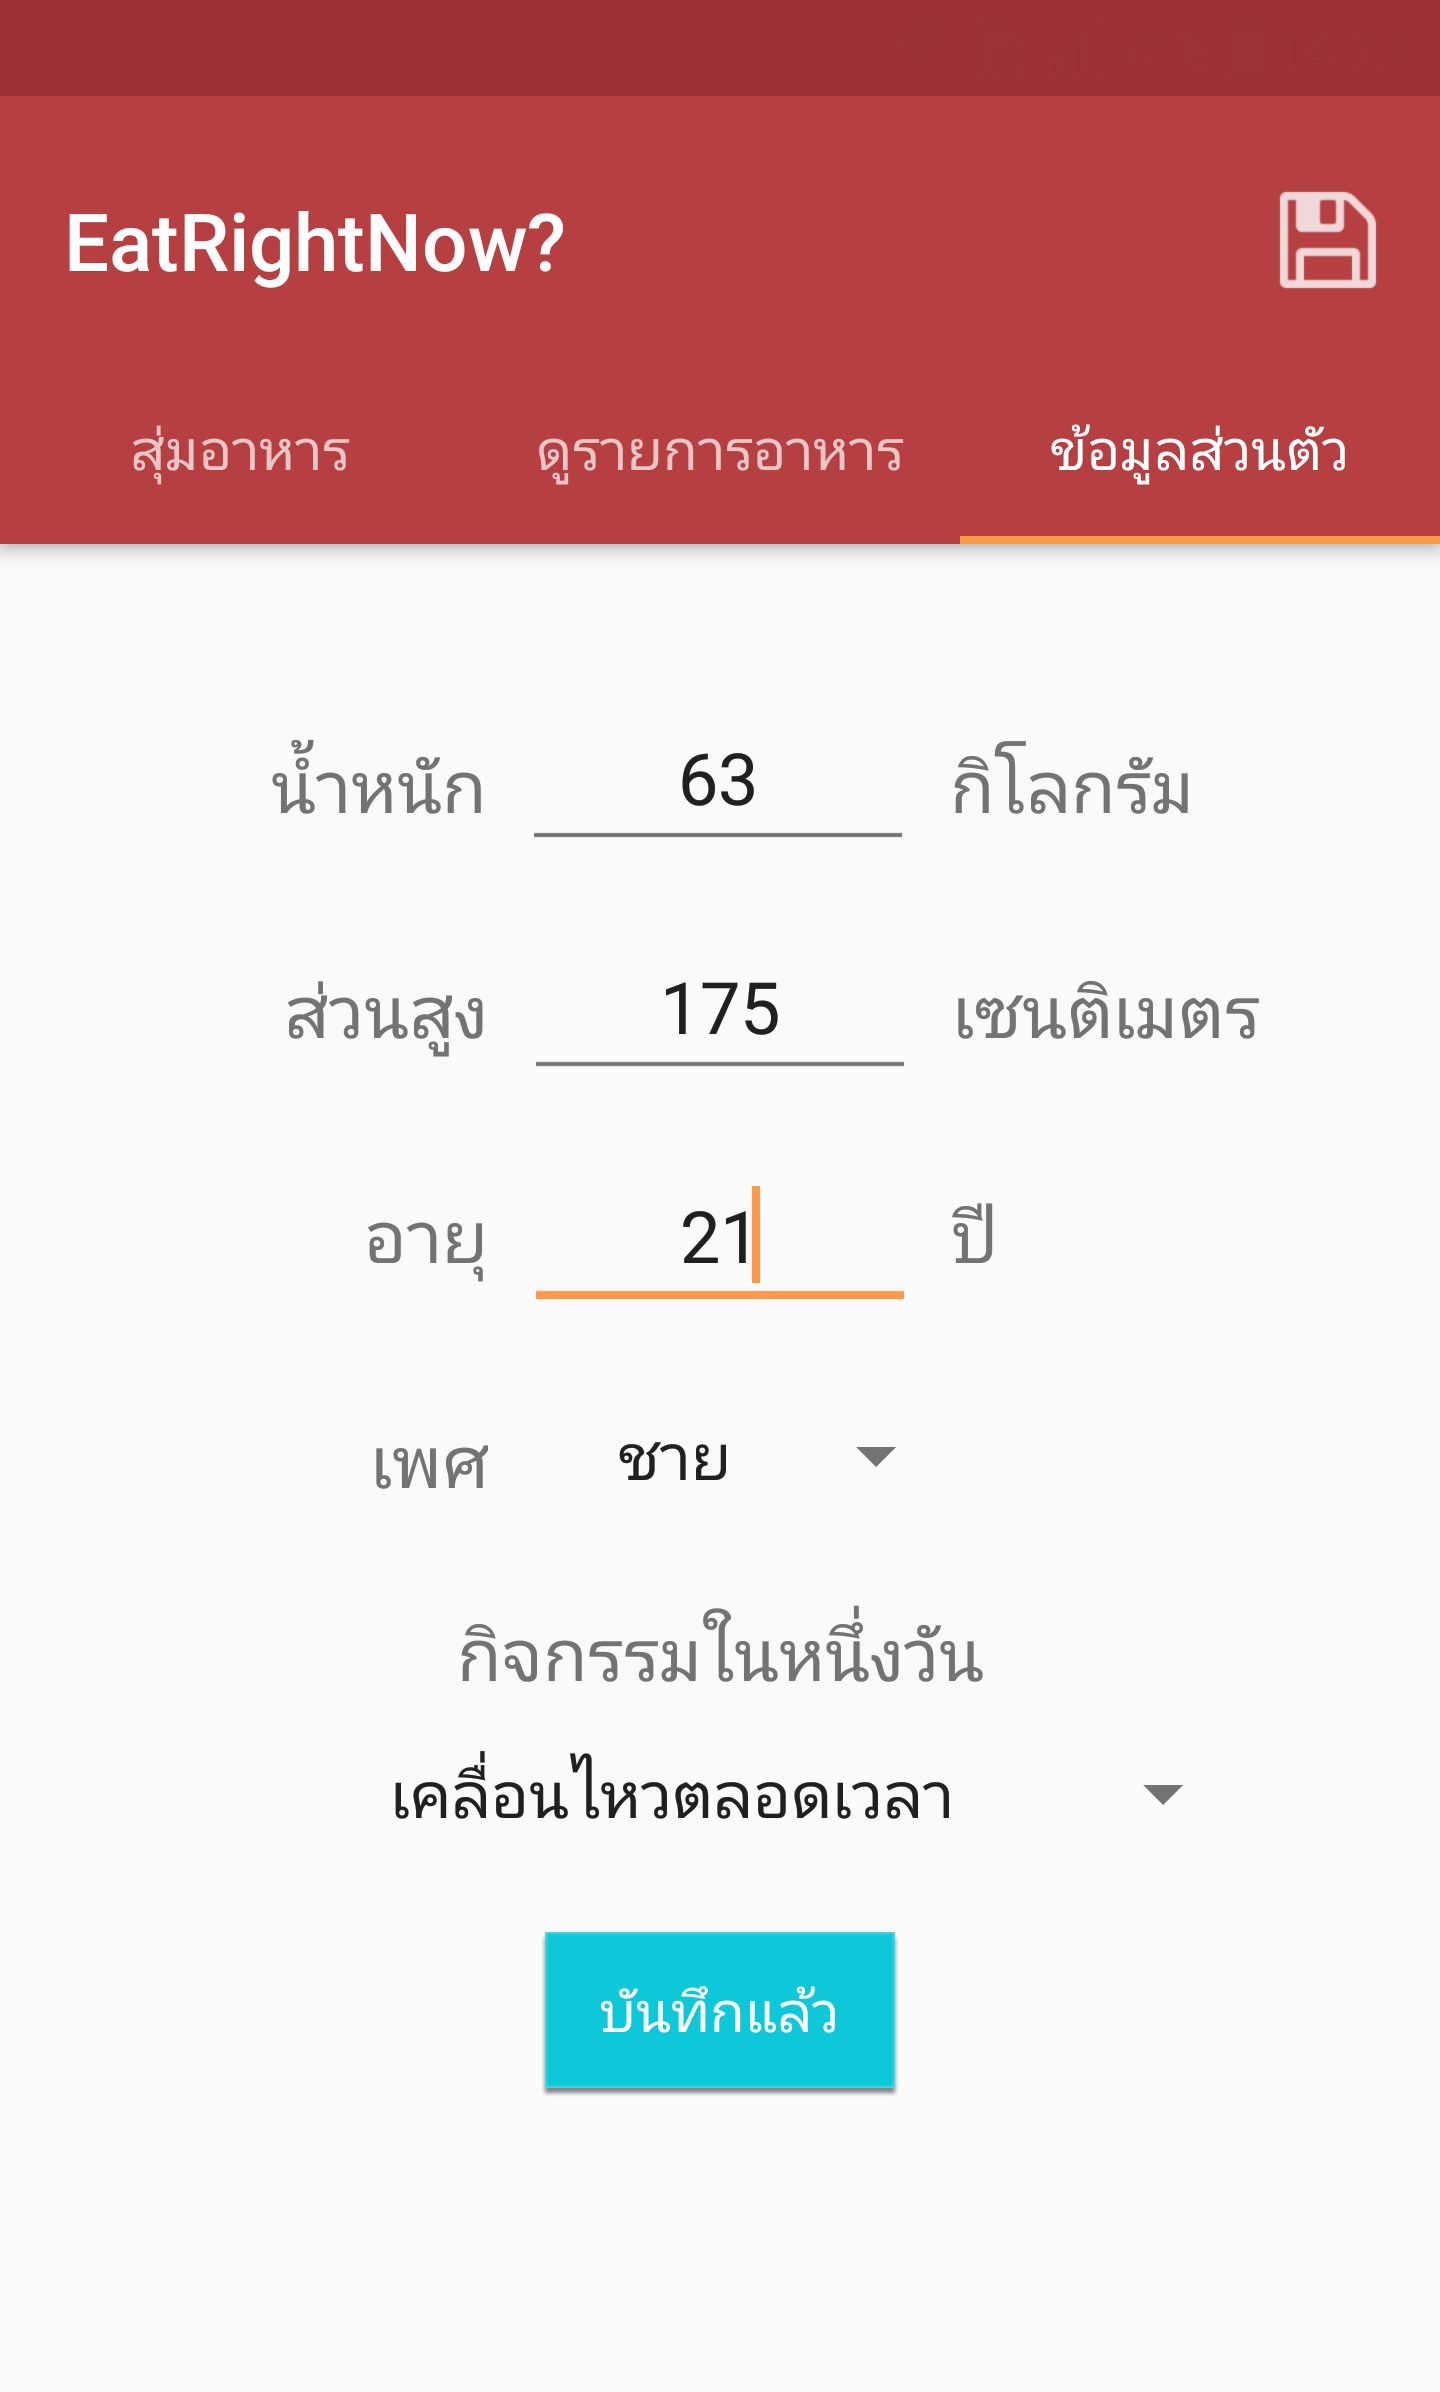 EatRightNow?
สุ่มอาหาร ดูรายการอาหาร ข้อมูลส่วนตัว
น้ำหนัก 63 กิโลกรัม
ส่วนสูง 175 เซนติเมตร
อายุ 21 ปี
เพศ ชาย
กิจกรรมในหนึ่งวัน
เคลื่อนไหวตลอดเวลา
บันทึกแล้ว